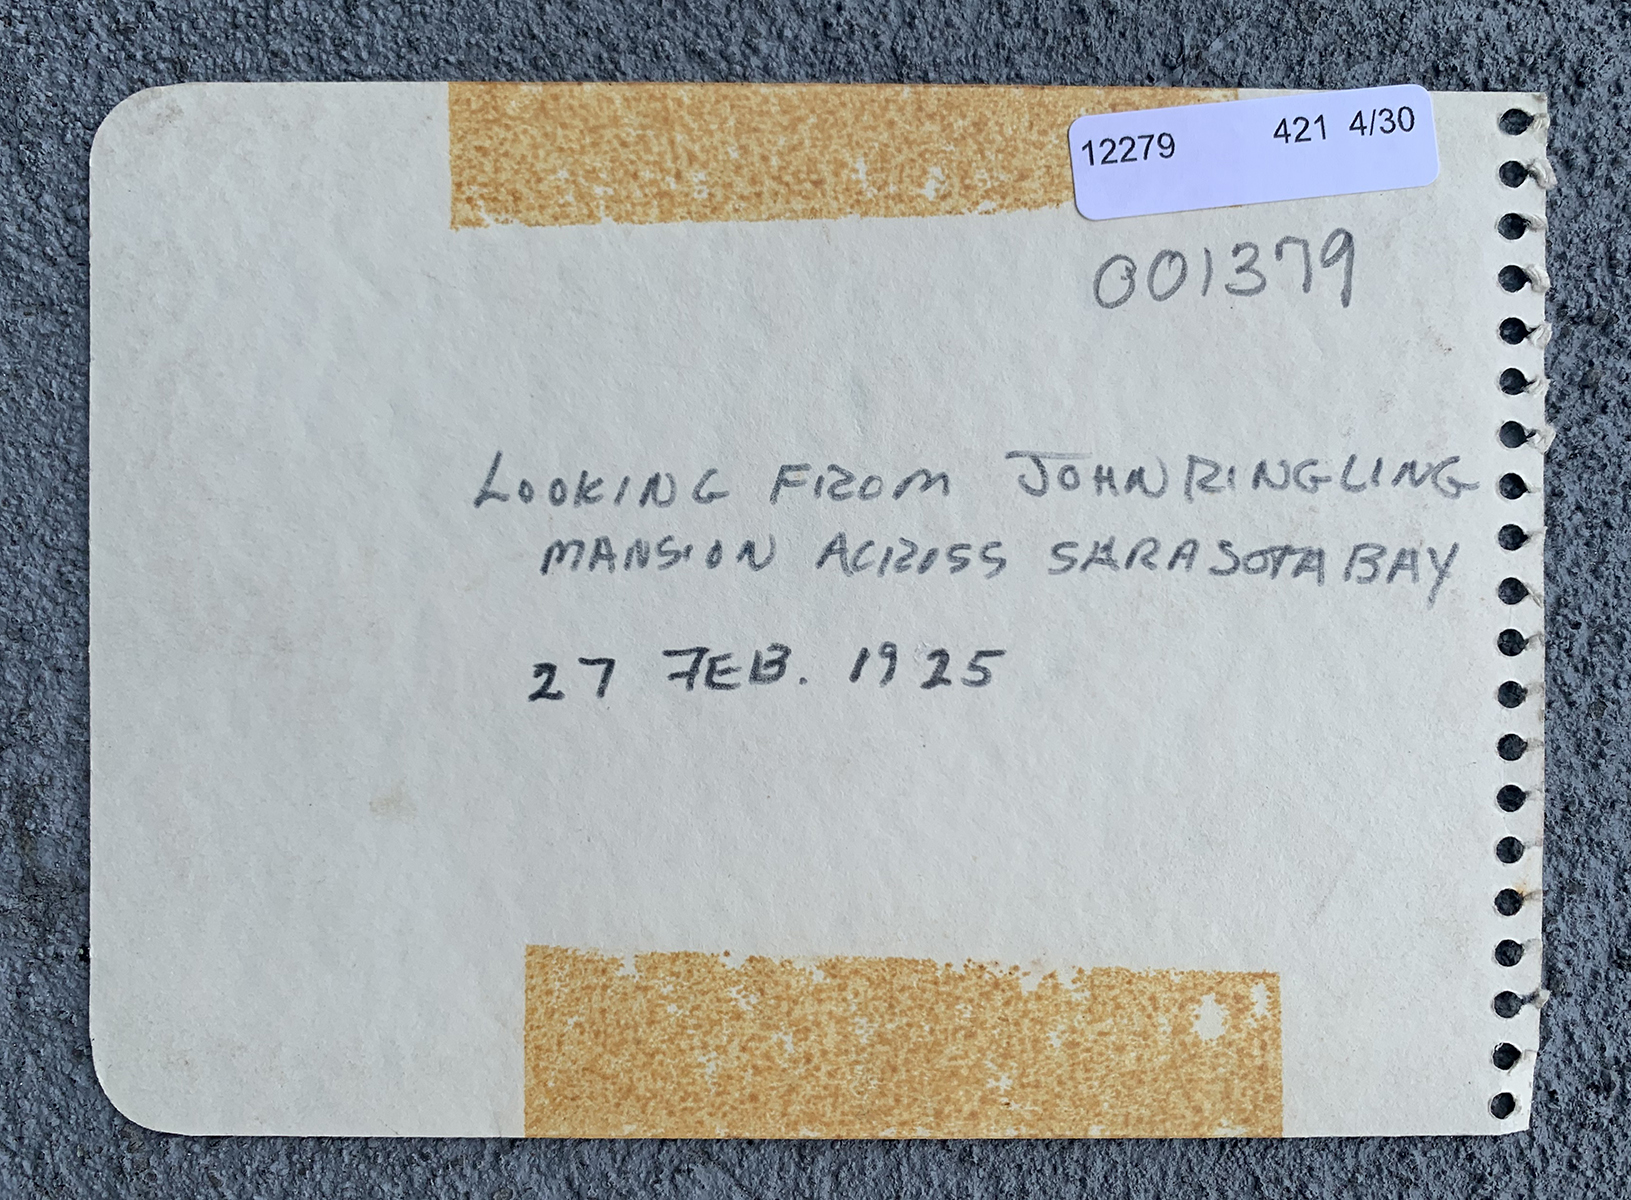 12279 421 4/30
001379
LOOKING FROM JOHN RINGLING
MANSION ACROSS SARASOTA BAY
27 FEB. 1925